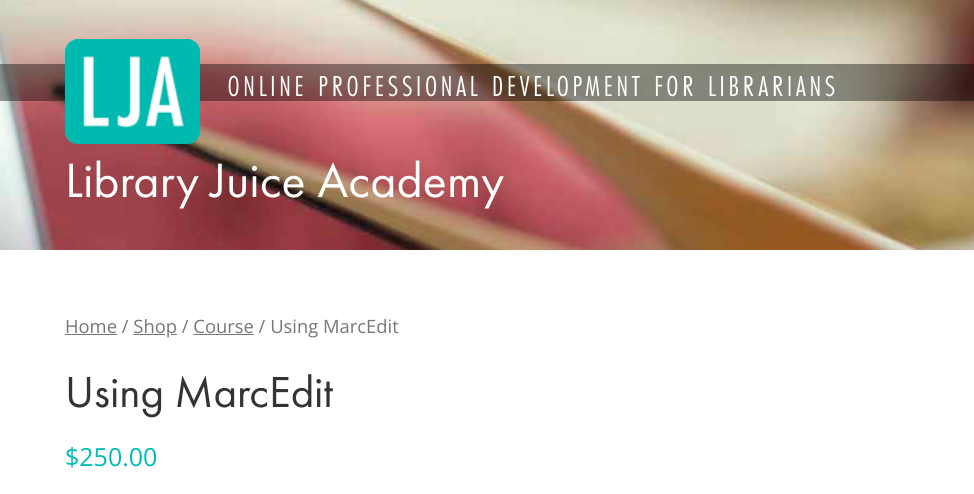 LJA
ONLINE PROFESSIONAL DEVELOPMENT FOR LIBRARIANS
Library Juice Academy
Home / Shop / Course / Using MarcEdit
Using MarcEdit
$250.00